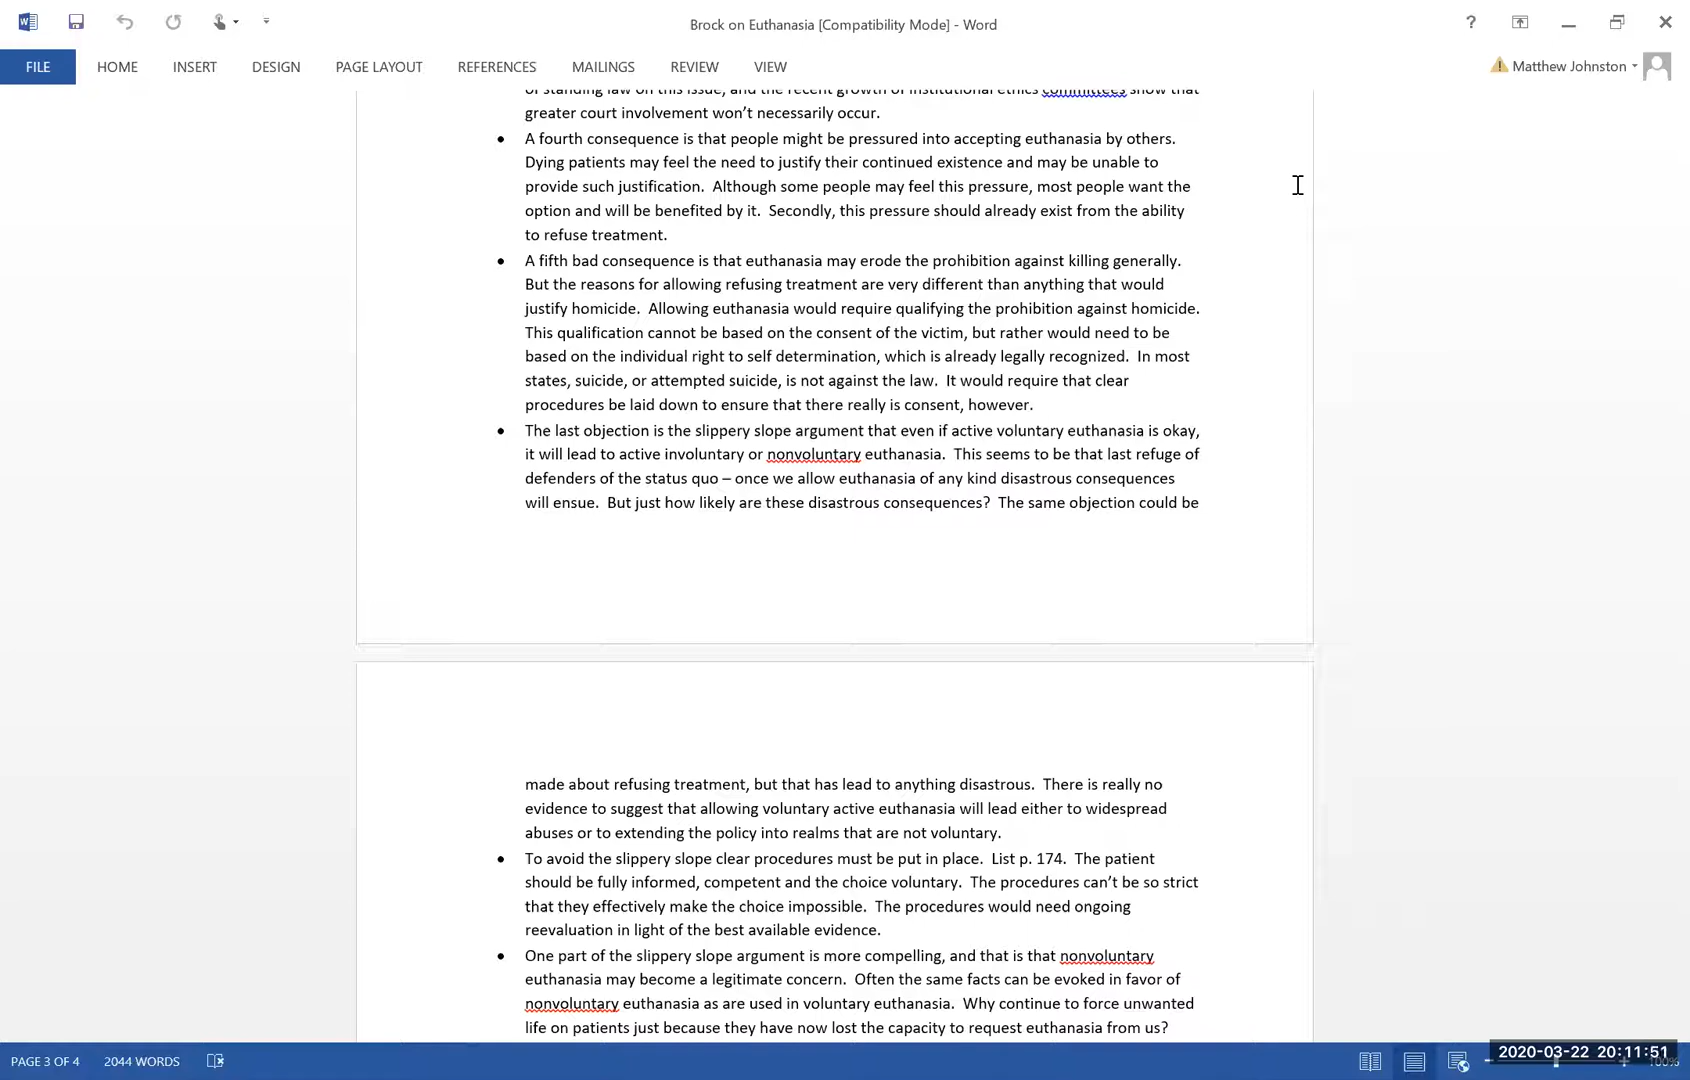 Brock on Euthanasia [Compatibility Mode] - Word
?
FILE
HOME
INSERT
DESIGN
PAGE LAYOUT
REFERENCES
MAILINGS
REVIEW
VIEW
Matthew Johnston
of standing law on this issue, and the recent growth of institutional ethics committees show that
greater court involvement won’t necessarily occur.
• A fourth consequence is that people might be pressured into accepting euthanasia by others.
Dying patients may feel the need to justify their continued existence and may be unable to
provide such justification.  Although some people may feel this pressure, most people want the
option and will be benefited by it.  Secondly, this pressure should already exist from the ability
to refuse treatment.
• A fifth bad consequence is that euthanasia may erode the prohibition against killing generally.
But the reasons for allowing refusing treatment are very different than anything that would
justify homicide.  Allowing euthanasia would require qualifying the prohibition against homicide.
This qualification cannot be based on the consent of the victim, but rather would need to be
based on the individual right to self determination, which is already legally recognized.  In most
states, suicide, or attempted suicide, is not against the law.  It would require that clear
procedures be laid down to ensure that there really is consent, however.
• The last objection is the slippery slope argument that even if active voluntary euthanasia is okay,
it will lead to active involuntary or nonvoluntary euthanasia.  This seems to be that last refuge of
defenders of the status quo – once we allow euthanasia of any kind disastrous consequences
will ensue.  But just how likely are these disastrous consequences?  The same objection could be
made about refusing treatment, but that has lead to anything disastrous.  There is really no
evidence to suggest that allowing voluntary active euthanasia will lead either to widespread
abuses or to extending the policy into realms that are not voluntary.
• To avoid the slippery slope clear procedures must be put in place.  List p. 174.  The patient
should be fully informed, competent and the choice voluntary.  The procedures can’t be so strict
that they effectively make the choice impossible.  The procedures would need ongoing
reevaluation in light of the best available evidence.
• One part of the slippery slope argument is more compelling, and that is that nonvoluntary
euthanasia may become a legitimate concern.  Often the same facts can be evoked in favor of
nonvoluntary euthanasia as are used in voluntary euthanasia.  Why continue to force unwanted
life on patients just because they have now lost the capacity to request euthanasia from us?
PAGE 3 OF 4
2044 WORDS
2020-03-22 20:11:51
100%